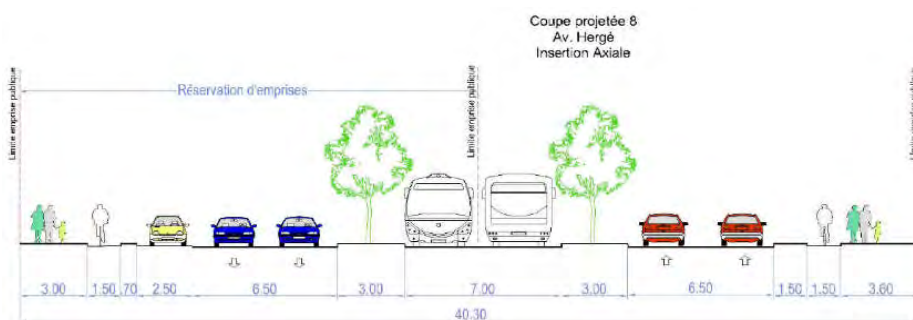 Coupe projetée 8
Av. Hergé
Insertion Axiale
Réservation d'emprises
Limite emprise publique
Limite emprise publique
3.00
1.50
.70
2.50
6.50
3.00
7.00
3.00
6.50
1.50
1.50
3.60
40.30